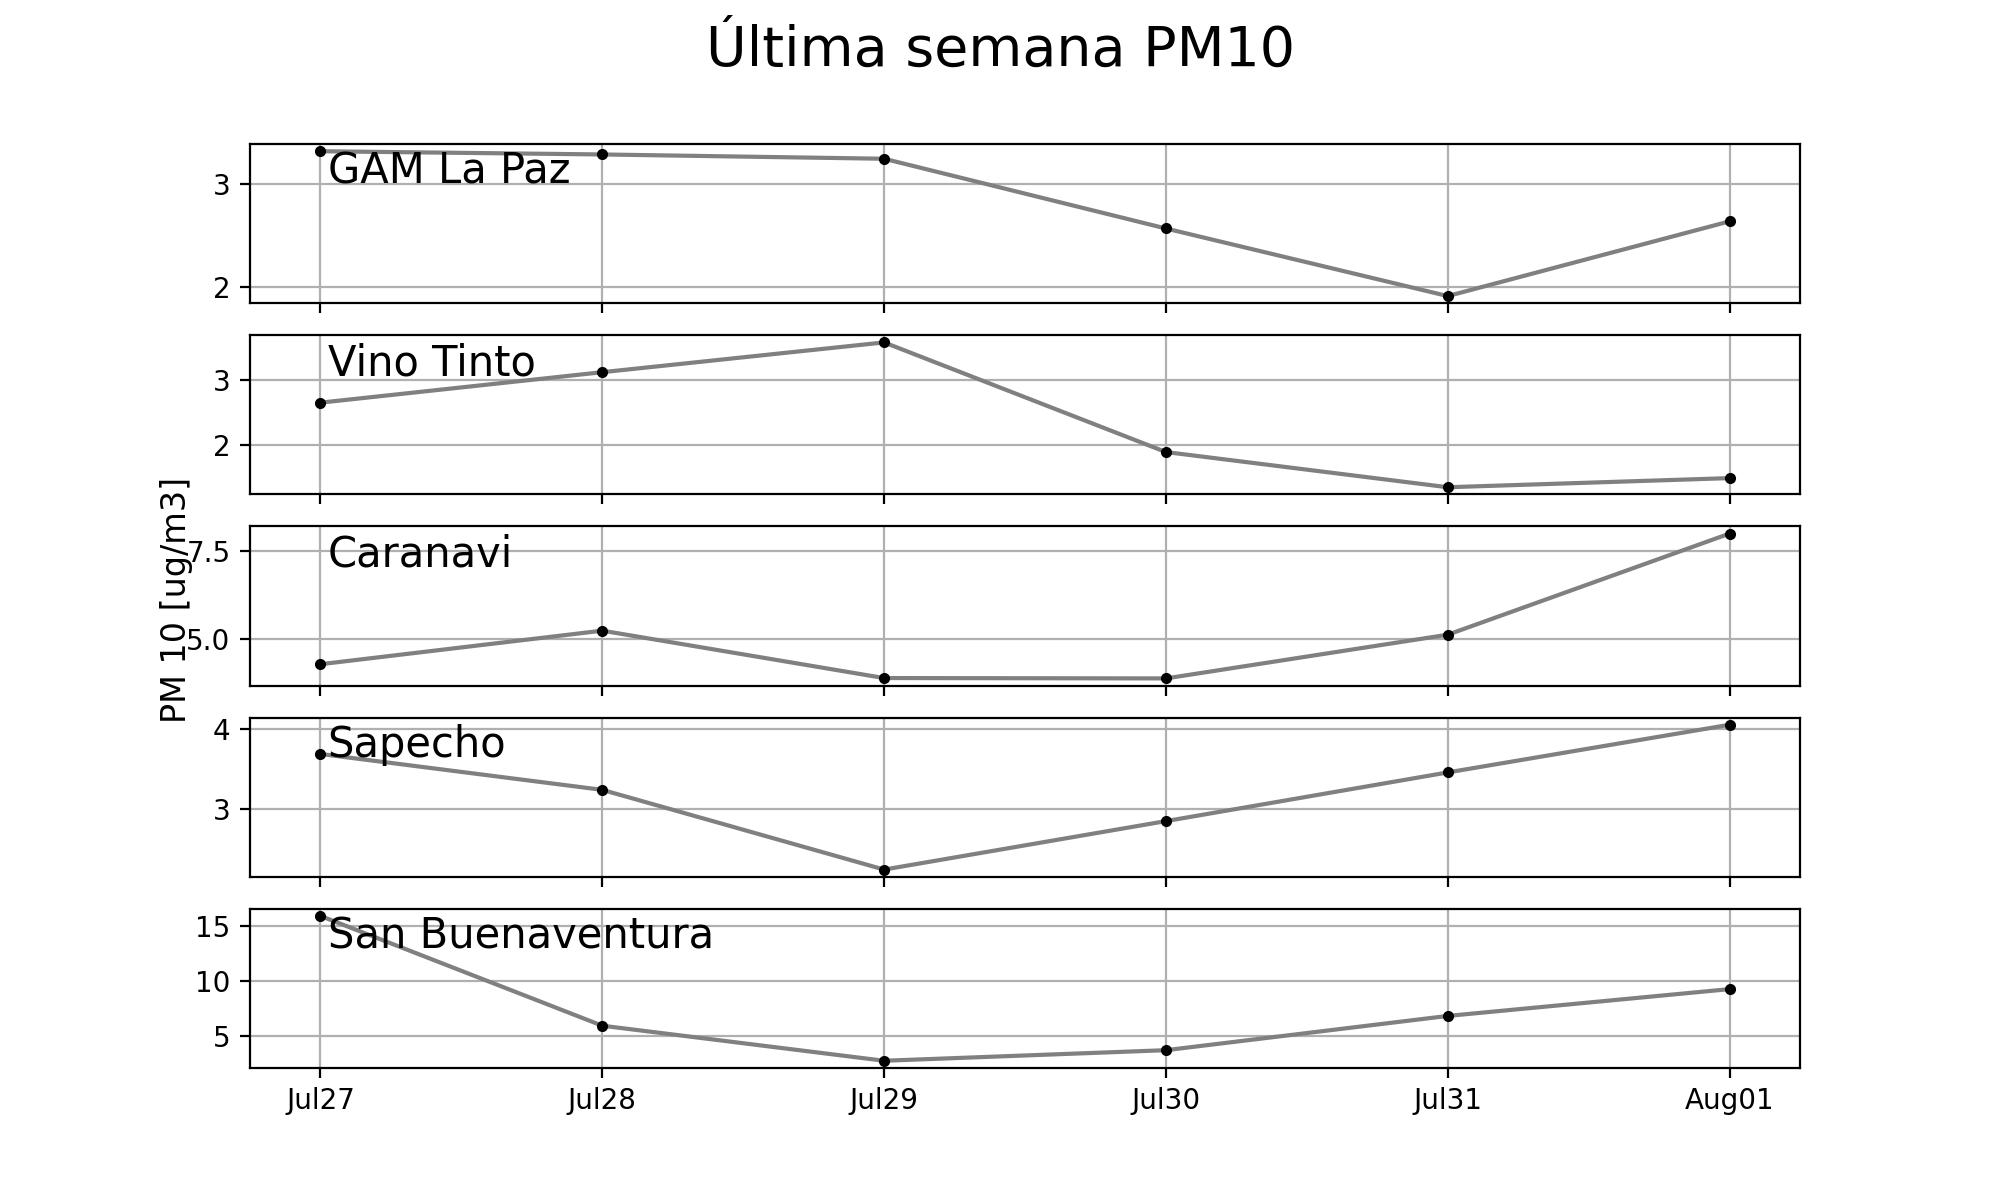 Última semana PM10
GAM La Paz
3
2
Vino Tinto
3
2
PM 10 [ug/m3]
Caranavi
7.5
5.0
Sapecho
4
3
San Buenaventura
15
10
5
Jul27 Jul28 Jul29 Jul30 Jul31 Aug01